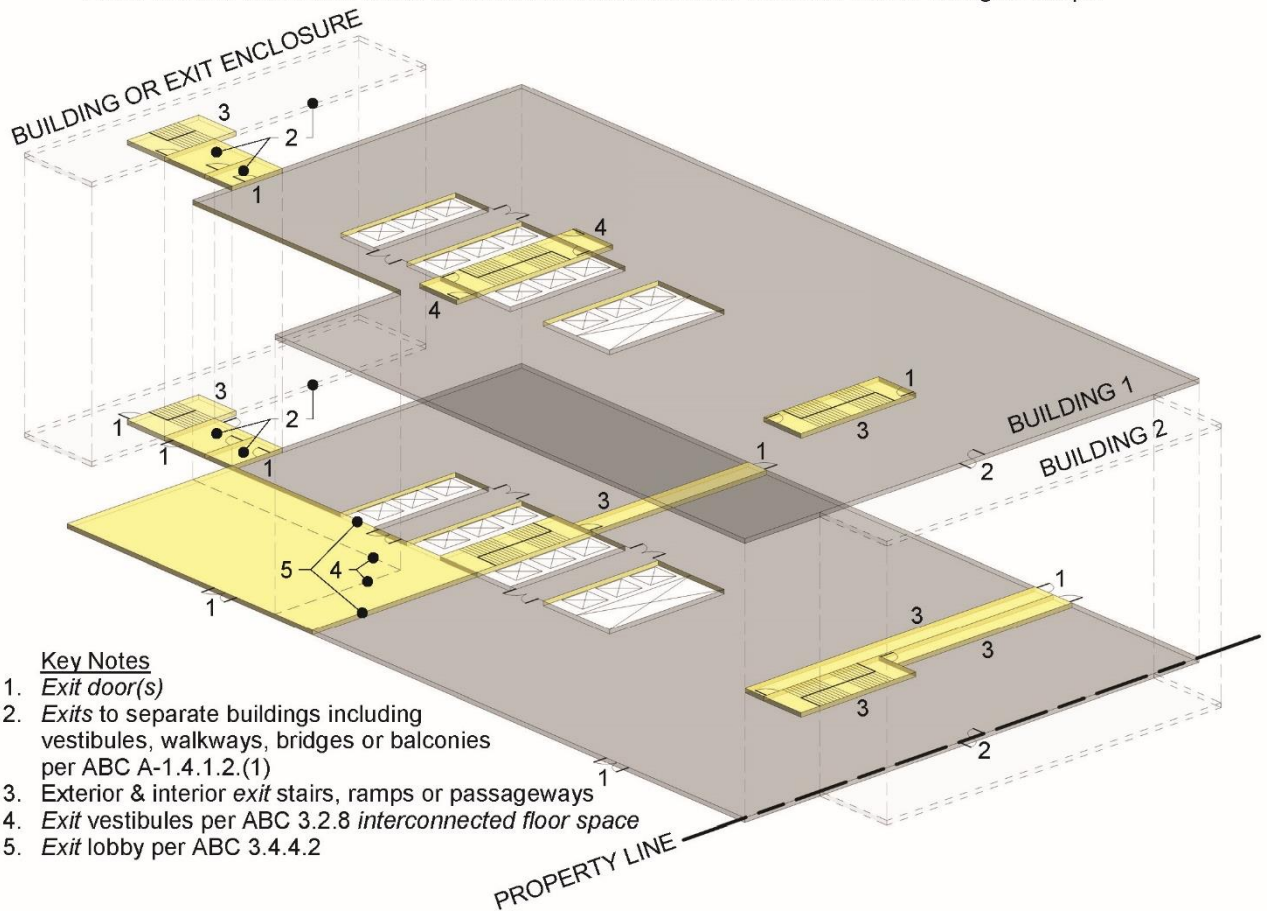 BUILDING OR EXIT ENCLOSURE
3
2
1
4
4
1
3
BUILDING 1
BUILDING 2
2
3
2
1
1
1
1
3
5
4
1
1
3
3
3
2
1
Key Notes
1. Exit door(s)
2. Exits to separate buildings including
vestibules, walkways, bridges or balconies
per ABC A-1.4.1.2.(1)
3. Exterior & interior exit stairs, ramps or passageways
4. Exit vestibules per ABC 3.2.8 interconnected floor space
5. Exit lobby per ABC 3.4.4.2
PROPERTY LINE